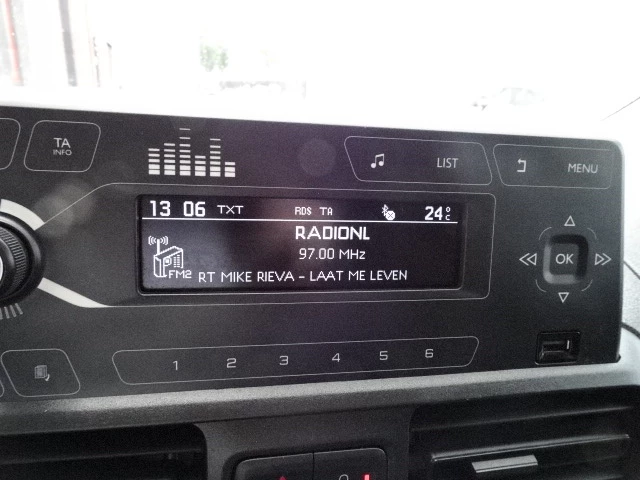 TA
INFO
LIST
MENU
13 06 TXT RDS TA 24°C
RADIONL
97.00 MHz
FM2 RT MIKE RIEVA - LAAT ME LEVEN
OK
1 2 3 4 5 6